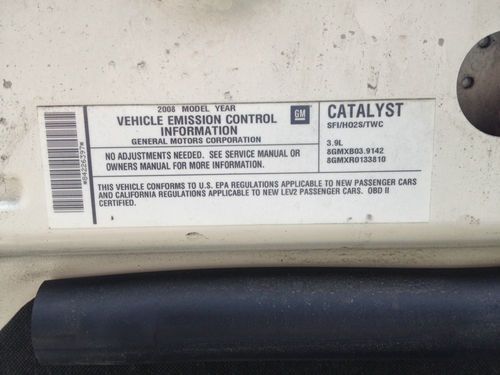 2008 MODEL YEAR
VEHICLE EMISSION CONTROL
INFORMATION
GENERAL MOTORS CORPORATION
GM
NO ADJUSTMENTS NEEDED. SEE SERVICE MANUAL OR
OWNERS MANUAL FOR MORE INFORMATION.
THIS VEHICLE CONFORMS TO U.S. EPA REGULATIONS APPLICABLE TO NEW PASSENGER CARS
AND CALIFORNIA REGULATIONS APPLICABLE TO NEW LEV2 PASSENGER CARS. OBD II
CERTIFIED.
CATALYST
SFI/HO2S/TWC
3.9L
8GMXB03.9142
8GMXR0133810